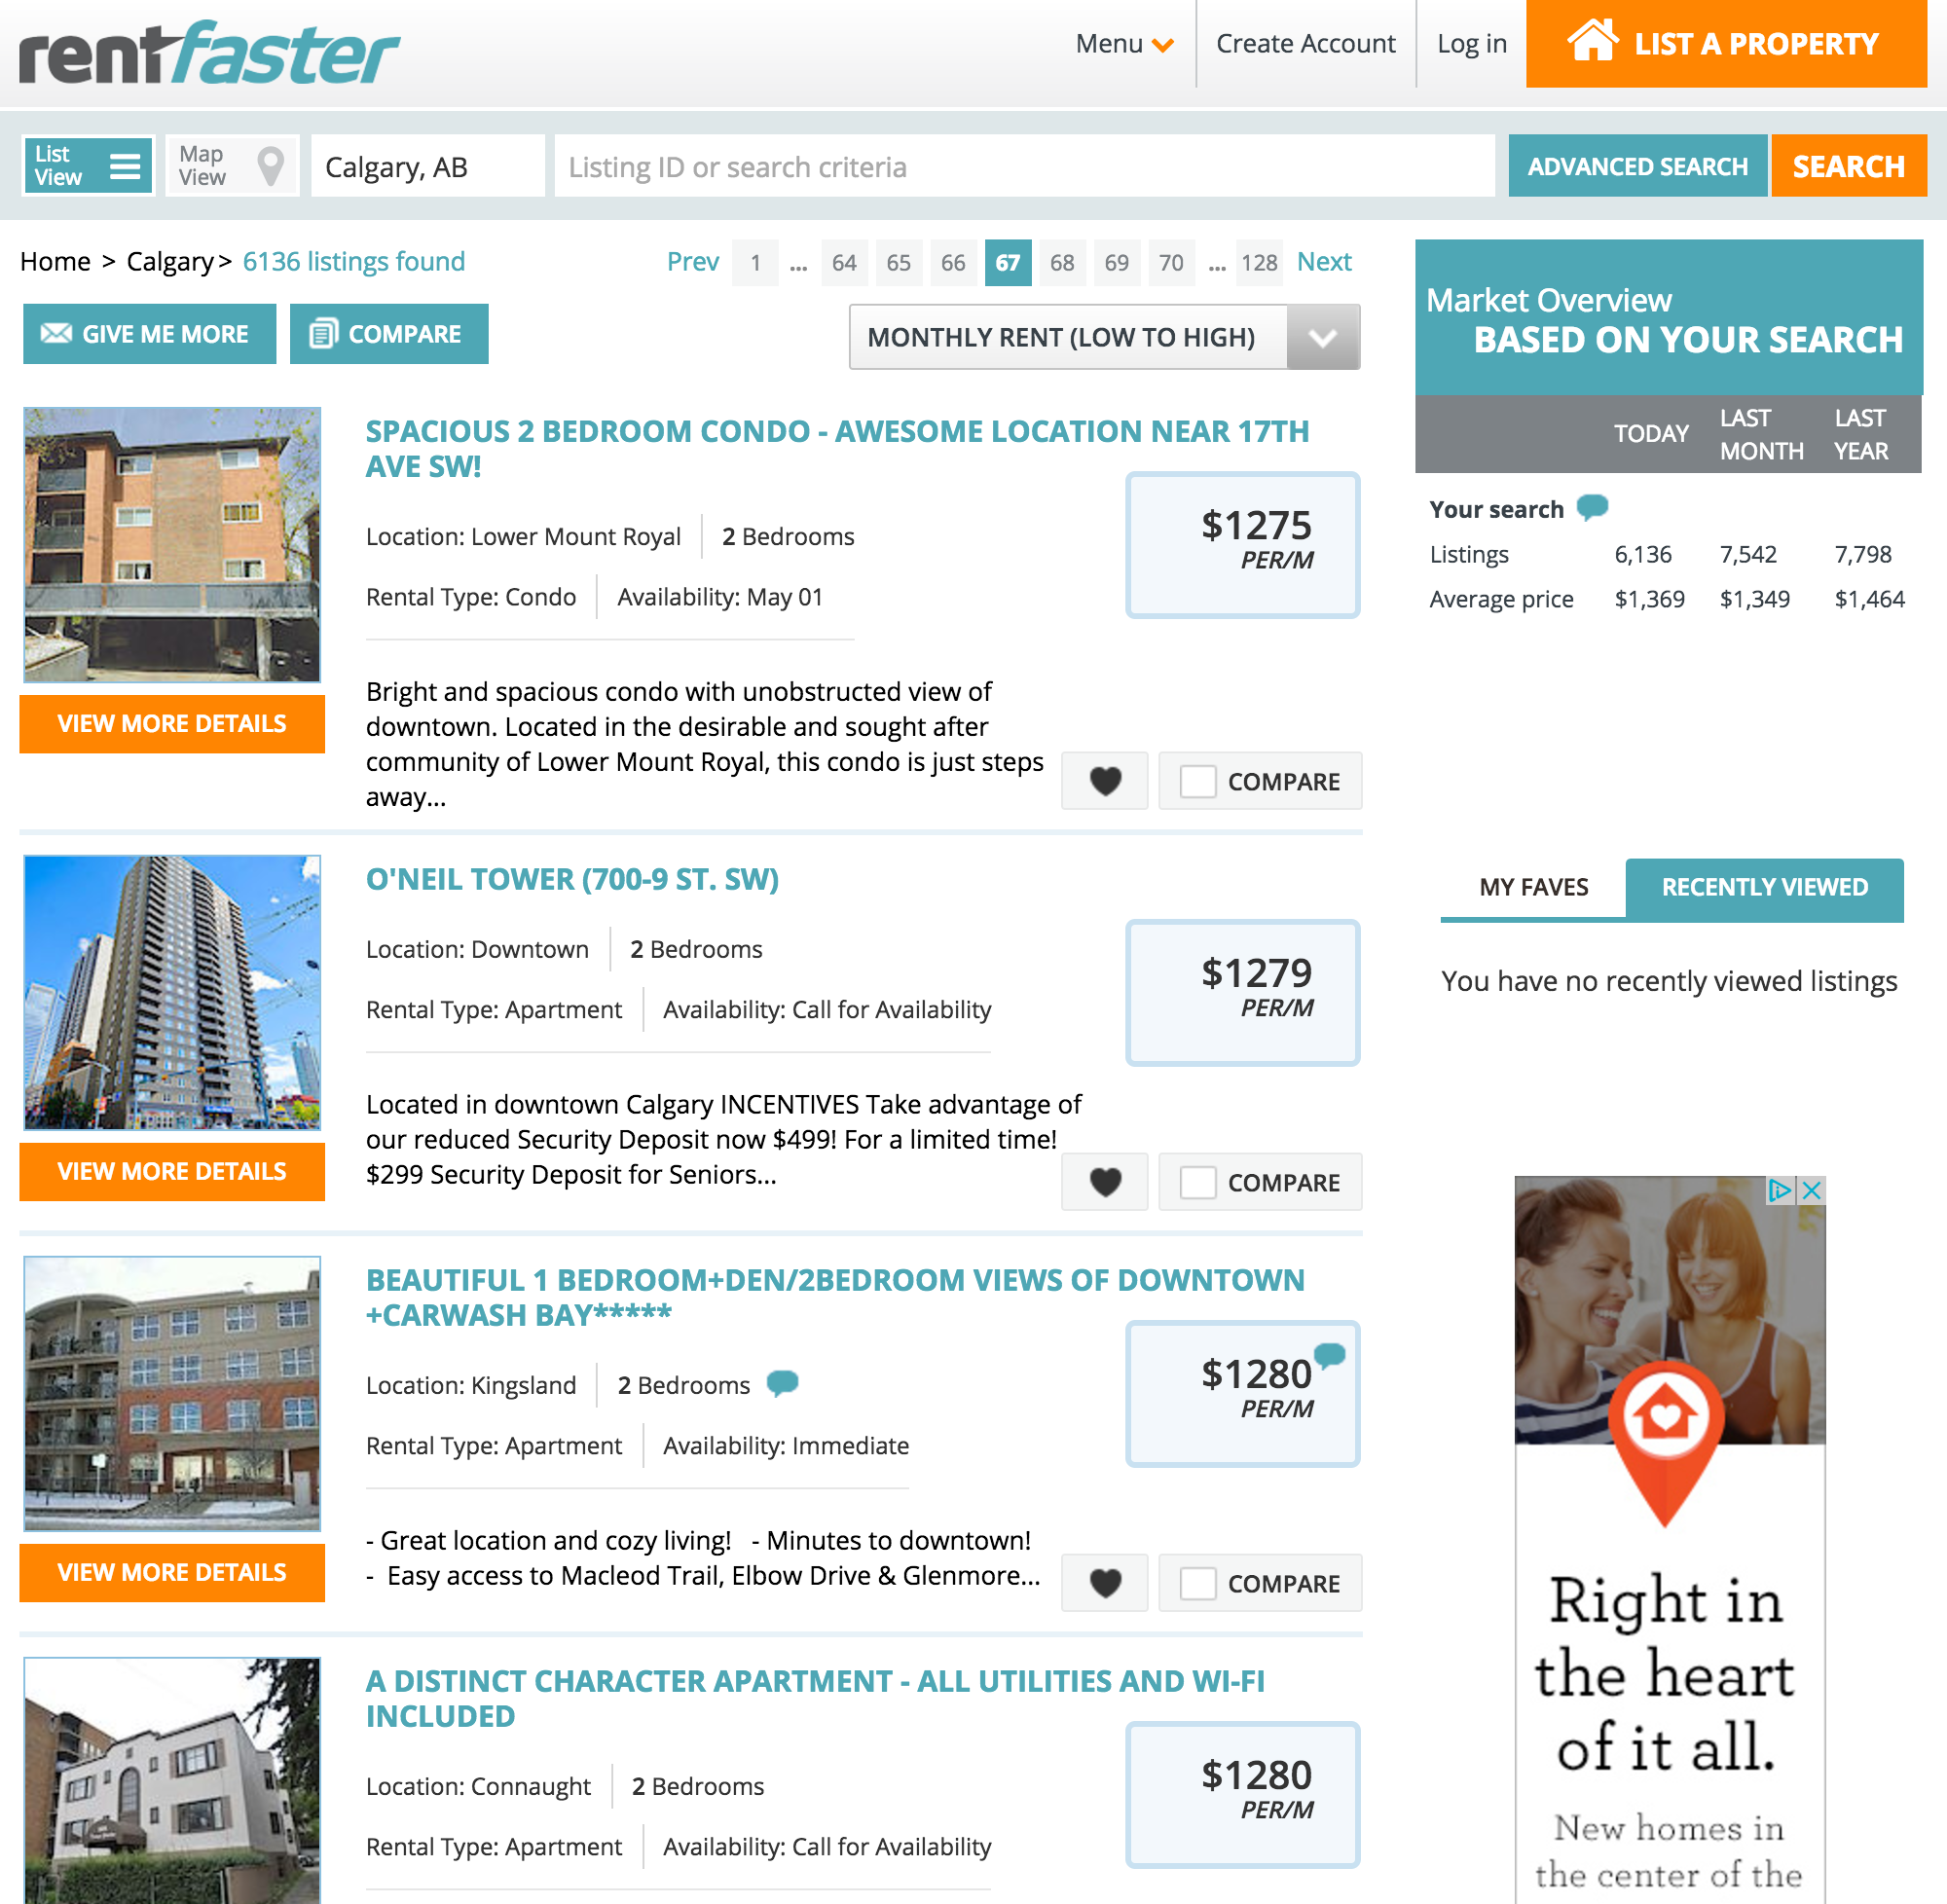 rentfaster
Menu
Create Account
Log in
LIST A PROPERTY
List
View
Map
View
Calgary, AB
Listing ID or search criteria
ADVANCED SEARCH
SEARCH
Home > Calgary > 6136 listings found
Prev 1 ... 64 65 66 67 68 69 70 ... 128 Next
GIVE ME MORE
COMPARE
MONTHLY RENT (LOW TO HIGH)
SPACIOUS 2 BEDROOM CONDO - AWESOME LOCATION NEAR 17TH
AVE SW!
Location: Lower Mount Royal 2 Bedrooms
Rental Type: Condo Availability: May 01
$1275
PER/M
Bright and spacious condo with unobstructed view of
downtown. Located in the desirable and sought after
community of Lower Mount Royal, this condo is just steps
away...
VIEW MORE DETAILS
COMPARE
O'NEIL TOWER (700-9 ST. SW)
Location: Downtown 2 Bedrooms
Rental Type: Apartment Availability: Call for Availability
$1279
PER/M
Located in downtown Calgary INCENTIVES Take advantage of
our reduced Security Deposit now $499! For a limited time!
$299 Security Deposit for Seniors...
VIEW MORE DETAILS
COMPARE
BEAUTIFUL 1 BEDROOM+DEN/2BEDROOM VIEWS OF DOWNTOWN
+CARWASH BAY*****
Location: Kingsland 2 Bedrooms
Rental Type: Apartment Availability: Immediate
$1280
PER/M
- Great location and cozy living! - Minutes to downtown!
- Easy access to Macleod Trail, Elbow Drive & Glenmore...
VIEW MORE DETAILS
COMPARE
A DISTINCT CHARACTER APARTMENT - ALL UTILITIES AND WI-FI
INCLUDED
Location: Connaught 2 Bedrooms
Rental Type: Apartment Availability: Call for Availability
$1280
PER/M
Market Overview
BASED ON YOUR SEARCH
TODAY LAST MONTH LAST YEAR
Your search
Listings 6,136 7,542 7,798
Average price $1,369 $1,349 $1,464
MY FAVES
RECENTLY VIEWED
You have no recently viewed listings
Right in
the heart
of it all.
New homes in
the center of the